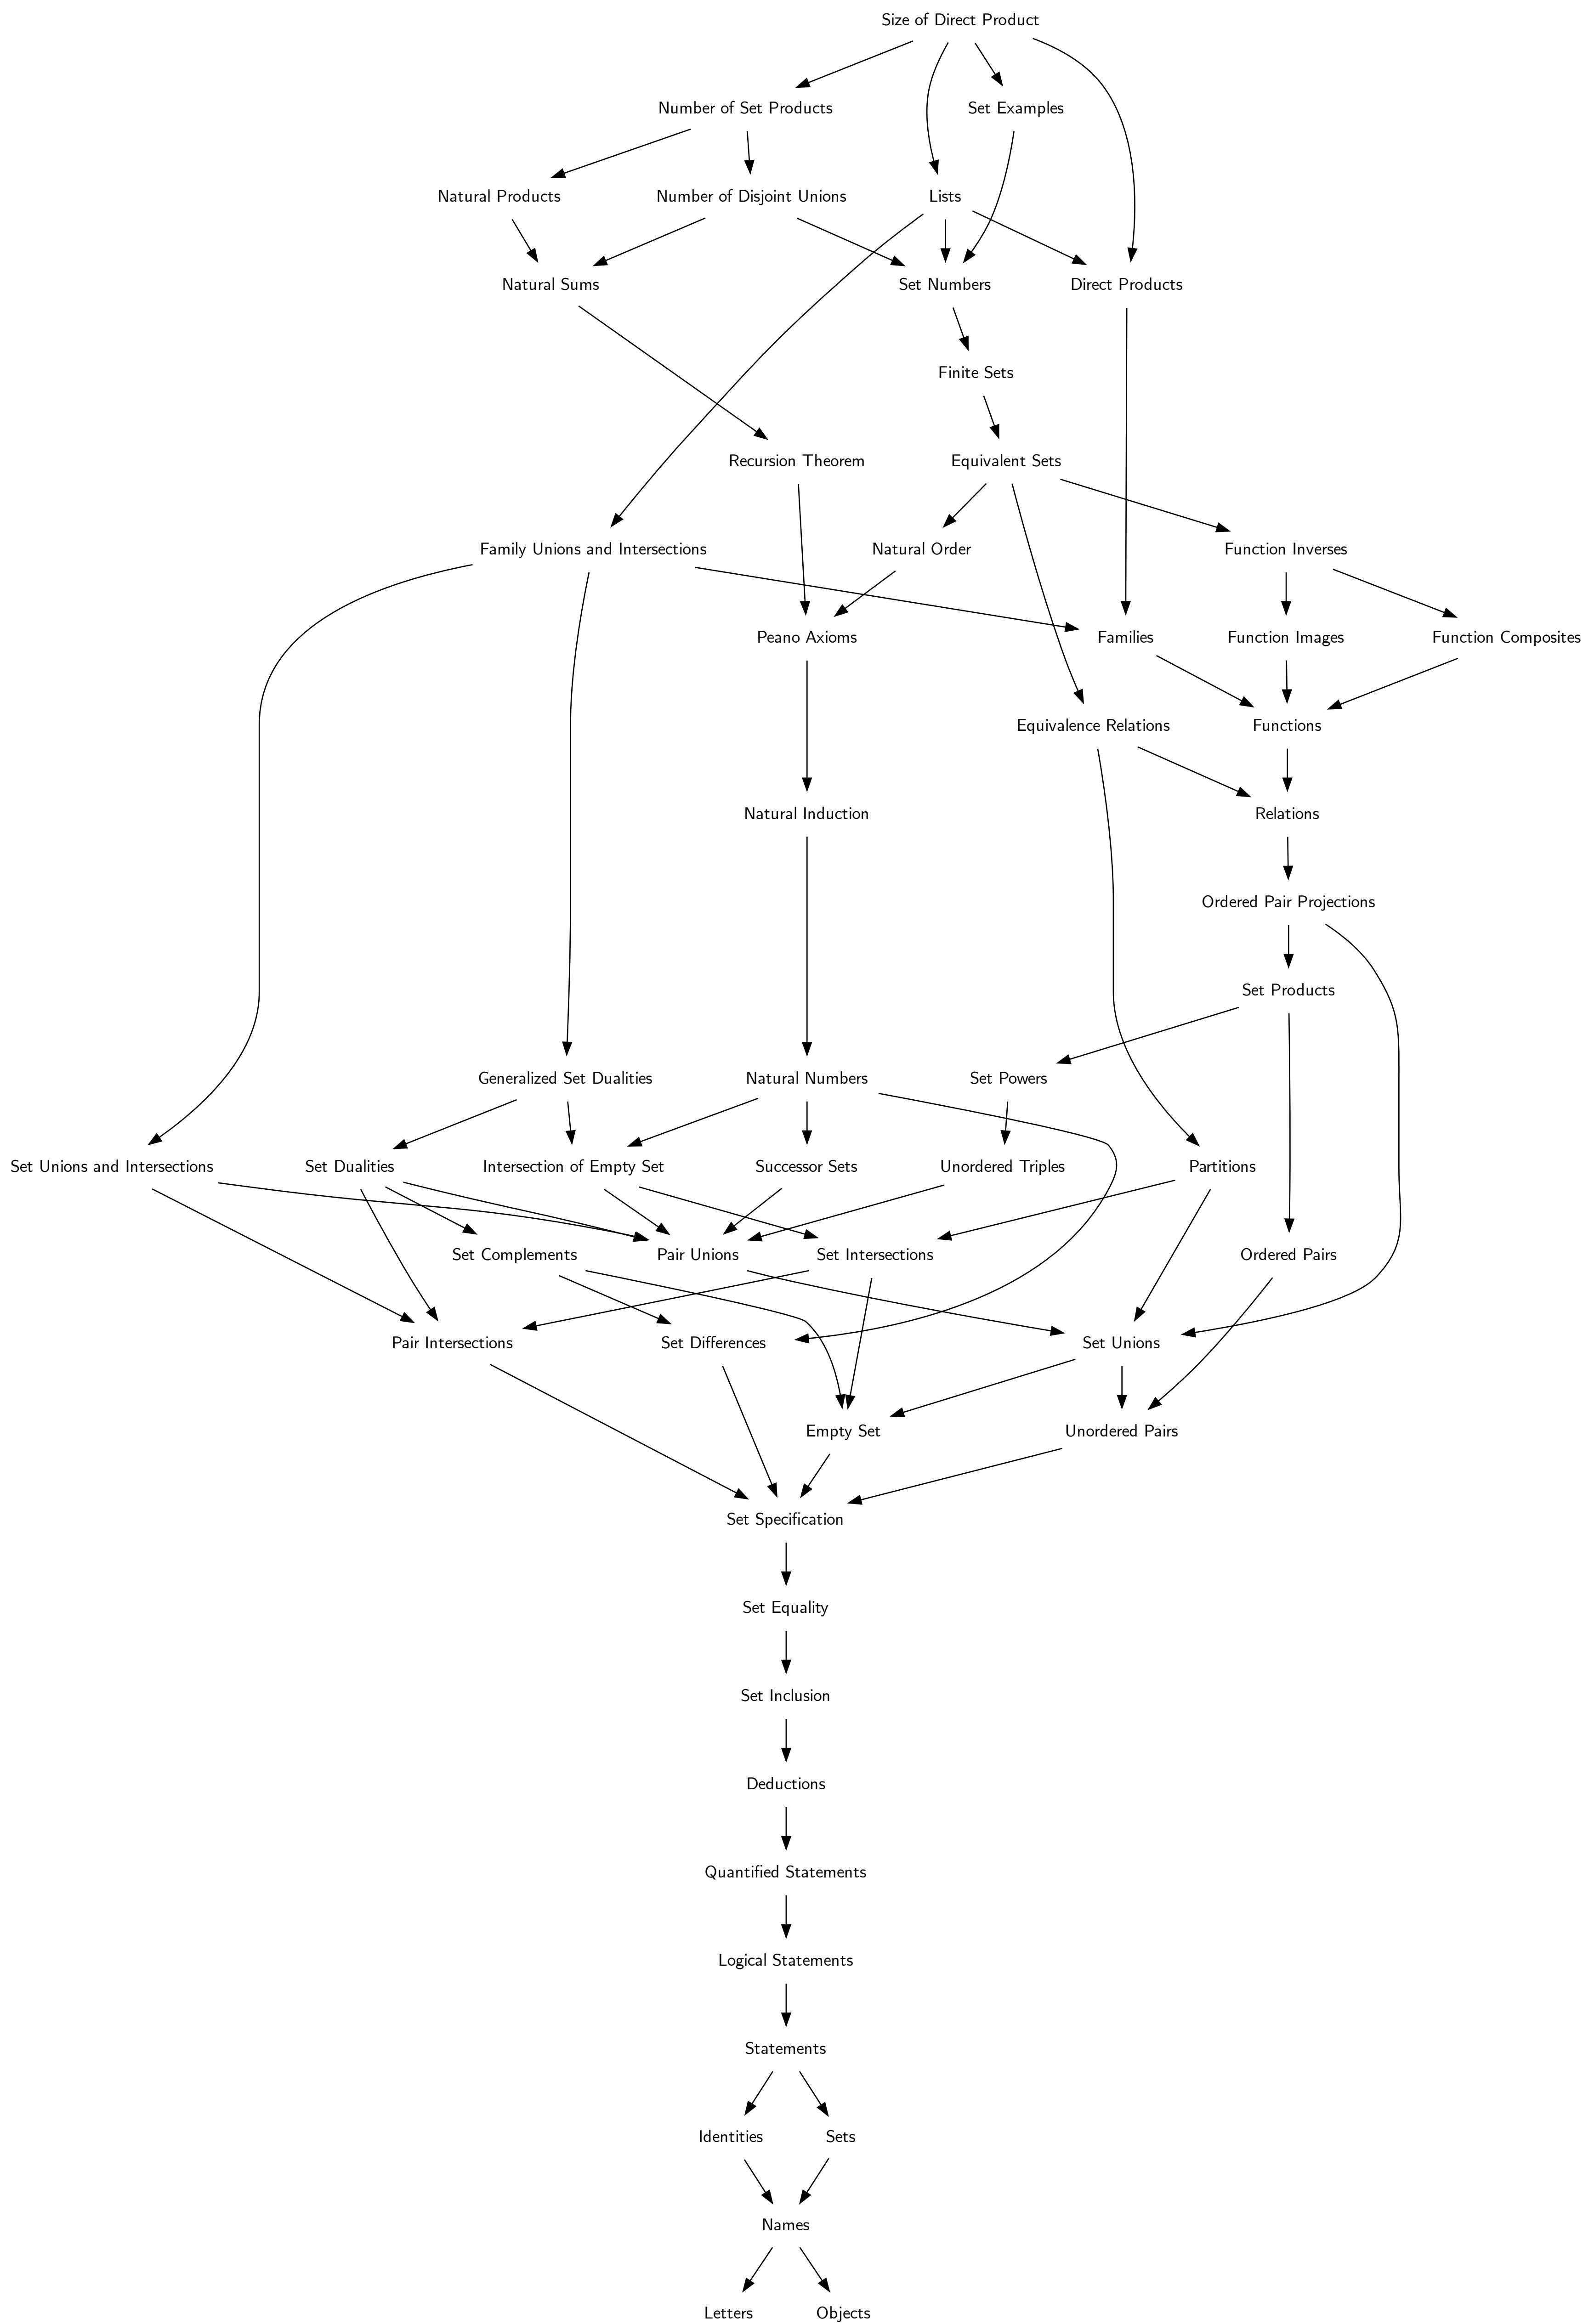 Size of Direct Product
Number of Set Products
Set Examples
Natural Products
Number of Disjoint Unions
Lists
Natural Sums
Set Numbers
Direct Products
Finite Sets
Recursion Theorem
Equivalent Sets
Family Unions and Intersections
Natural Order
Function Inverses
Peano Axioms
Families
Function Images
Function Composites
Equivalence Relations
Functions
Natural Induction
Relations
Ordered Pair Projections
Set Products
Generalized Set Dualities
Natural Numbers
Set Powers
Set Unions and Intersections
Set Dualities
Intersection of Empty Set
Successor Sets
Unordered Triples
Partitions
Set Complements
Pair Unions
Set Intersections
Ordered Pairs
Pair Intersections
Set Differences
Set Unions
Empty Set
Unordered Pairs
Set Specification
Set Equality
Set Inclusion
Deductions
Quantified Statements
Logical Statements
Statements
Identities
Sets
Names
Letters
Objects